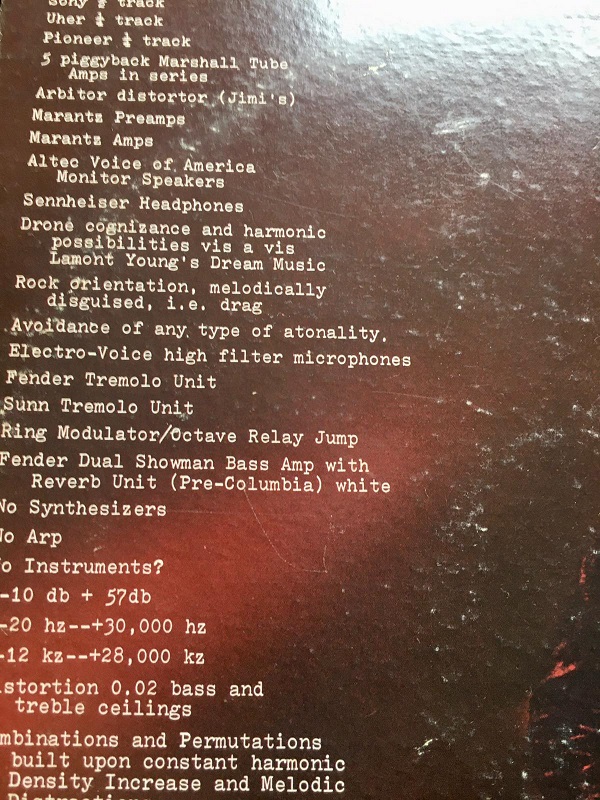 Sony ½ track
Uher ¼ track
Pioneer ¼ track
5 piggyback Marshall Tube
Amps in series
Arbitor distortor (Jimi's)
Marantz Preamps
Marantz Amps
Altec Voice of America
Monitor Speakers
Sennheiser Headphones
Drone cognizance and harmonic
possibilities vis a vis
Lamont Young's Dream Music
Rock orientation, melodically
disguised, i.e. drag
Avoidance of any type of atonality.
Electro-Voice high filter microphones
Fender Tremolo Unit
Sunn Tremolo Unit
Ring Modulator/Octave Relay Jump
Fender Dual Showman Bass Amp with
Reverb Unit (Pre-Columbia) white
No Synthesizers
No Arp
o Instruments?
-10 db + 57db
-20 hz--+30,000 hz
-12 kz--+28,000 kz
stortion 0.02 bass and
treble ceilings
mbinations and Permutations
built upon constant harmonic
Density Increase and Melodic
Distractions